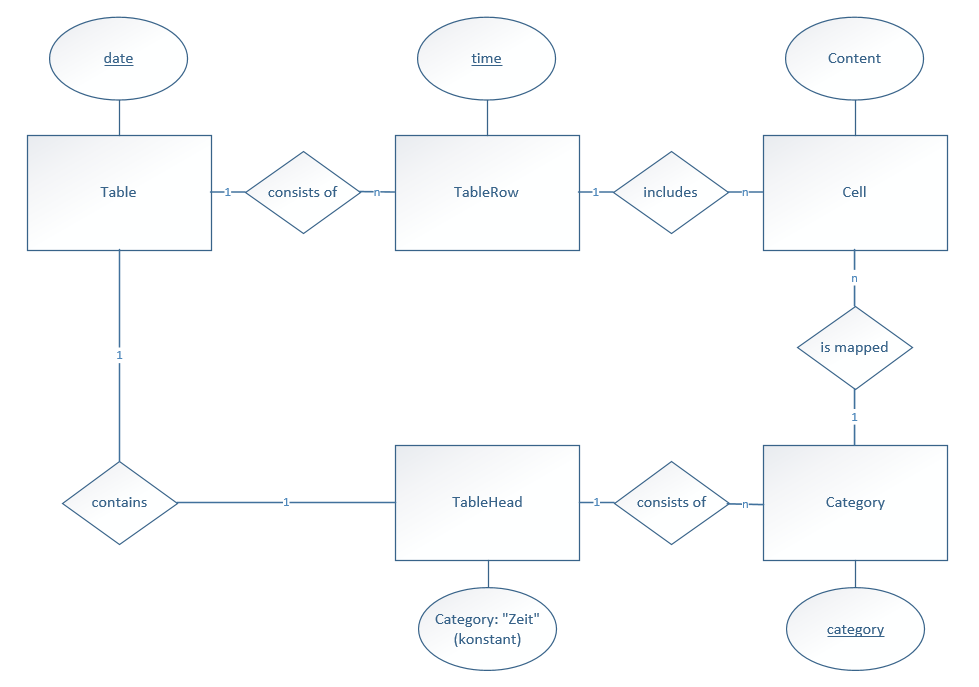 date
time
Content
Table
1
consists of
n
TableRow
1
includes
n
Cell
n
is mapped
1
1
contains
1
TableHead
1
consists of
n
Category
Category: "Zeit"
(konstant)
category